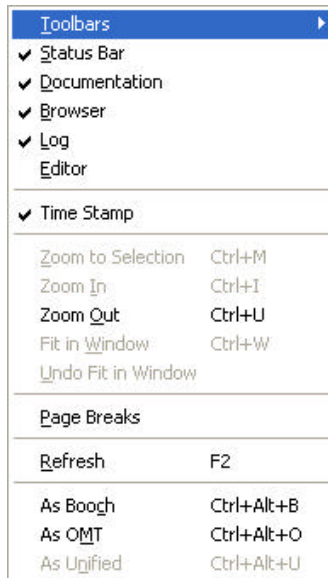 Toolbars
Status Bar
Documentation
Browser
Log
Editor
Time Stamp
Zoom to Selection Ctrl+M
Zoom In Ctrl+I
Zoom Out Ctrl+U
Fit in Window Ctrl+W
Undo Fit in Window
Page Breaks
Refresh F2
As Booch Ctrl+Alt+B
As OMT Ctrl+Alt+O
As Unified Ctrl+Alt+U